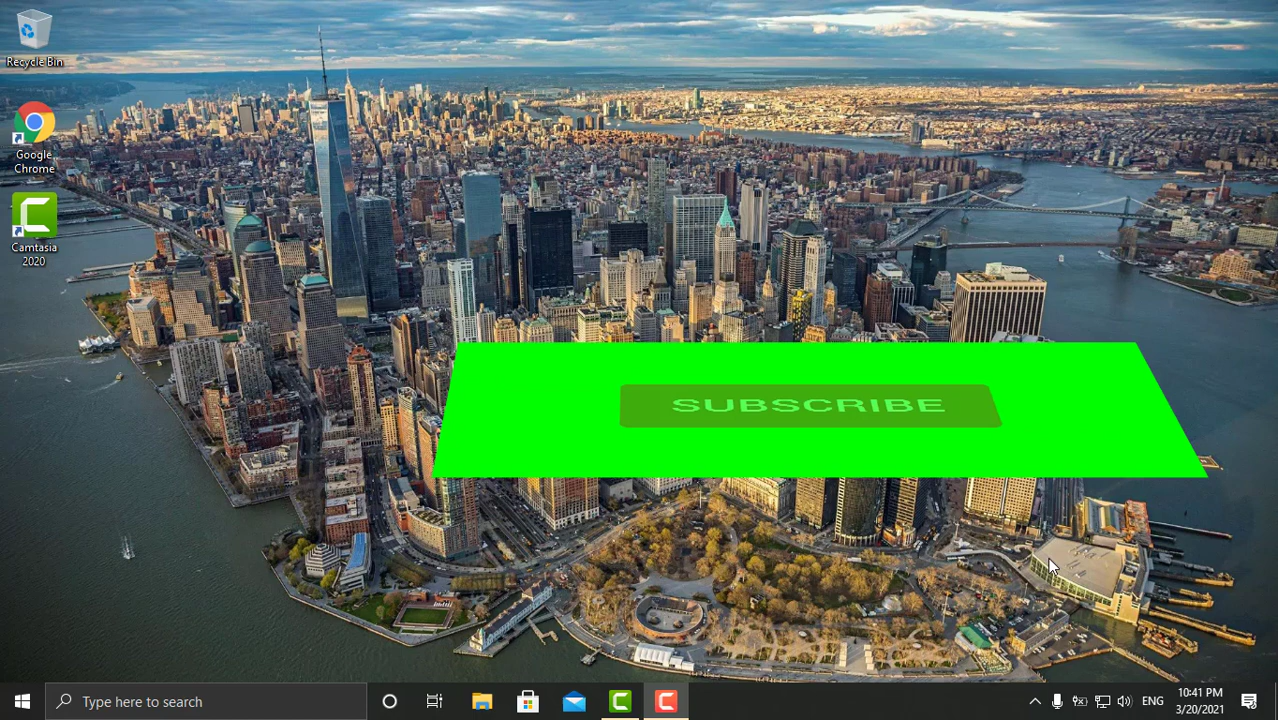 Recycle Bin
Google
Chrome
Camtasia
2020
SUBSCRIBE
Type here to search
ENG
10:41 PM
3/20/2021